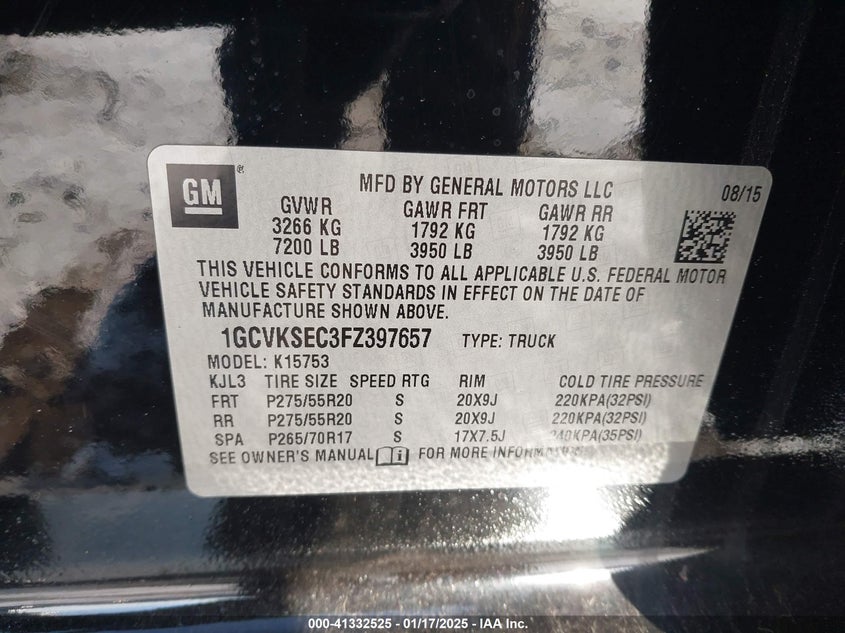 GM®
MFD BY GENERAL MOTORS LLC
08/15
GVWR GAWR FRT GAWR RR
3266 KG 1792 KG 1792 KG
7200 LB 3950 LB 3950 LB
THIS VEHICLE CONFORMS TO ALL APPLICABLE U.S. FEDERAL MOTOR
VEHICLE SAFETY STANDARDS IN EFFECT ON THE DATE OF
MANUFACTURE SHOWN ABOVE.
1GCVKSEC3FZ397657 TYPE: TRUCK
MODEL: K15753
KJL3 TIRE SIZE SPEED RTG RIM COLD TIRE PRESSURE
FRT P275/55R20 S 20X9J 220KPA(32PSI)
RR P275/55R20 S 20X9J 220KPA(32PSI)
SPA P265/70R17 S 17X7.5J 240KPA(35PSI)
SEE OWNER'S MANUAL FOR MORE INFORMATION
000-41332525 - 01/17/2025 - IAA Inc.